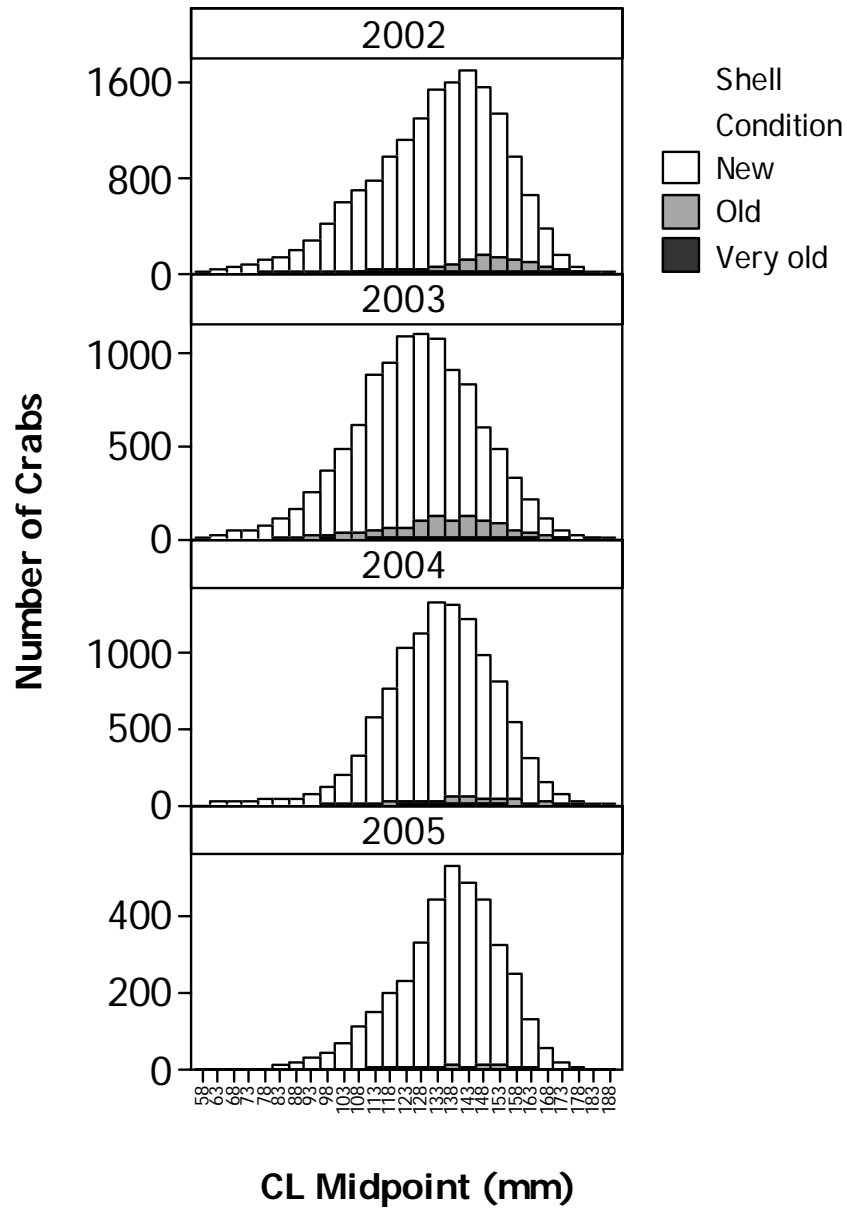 2002
1600
800
0
2003
1000
500
0
2004
1000
500
0
2005
400
200
0
58 63 68 73 78 83 88 93 98 103 108 113 118 123 128 133 138 143 148 153 158 163 168 173 178 183 188
CL Midpoint (mm)
Number of Crabs
Shell
Condition
New
Old
Very old